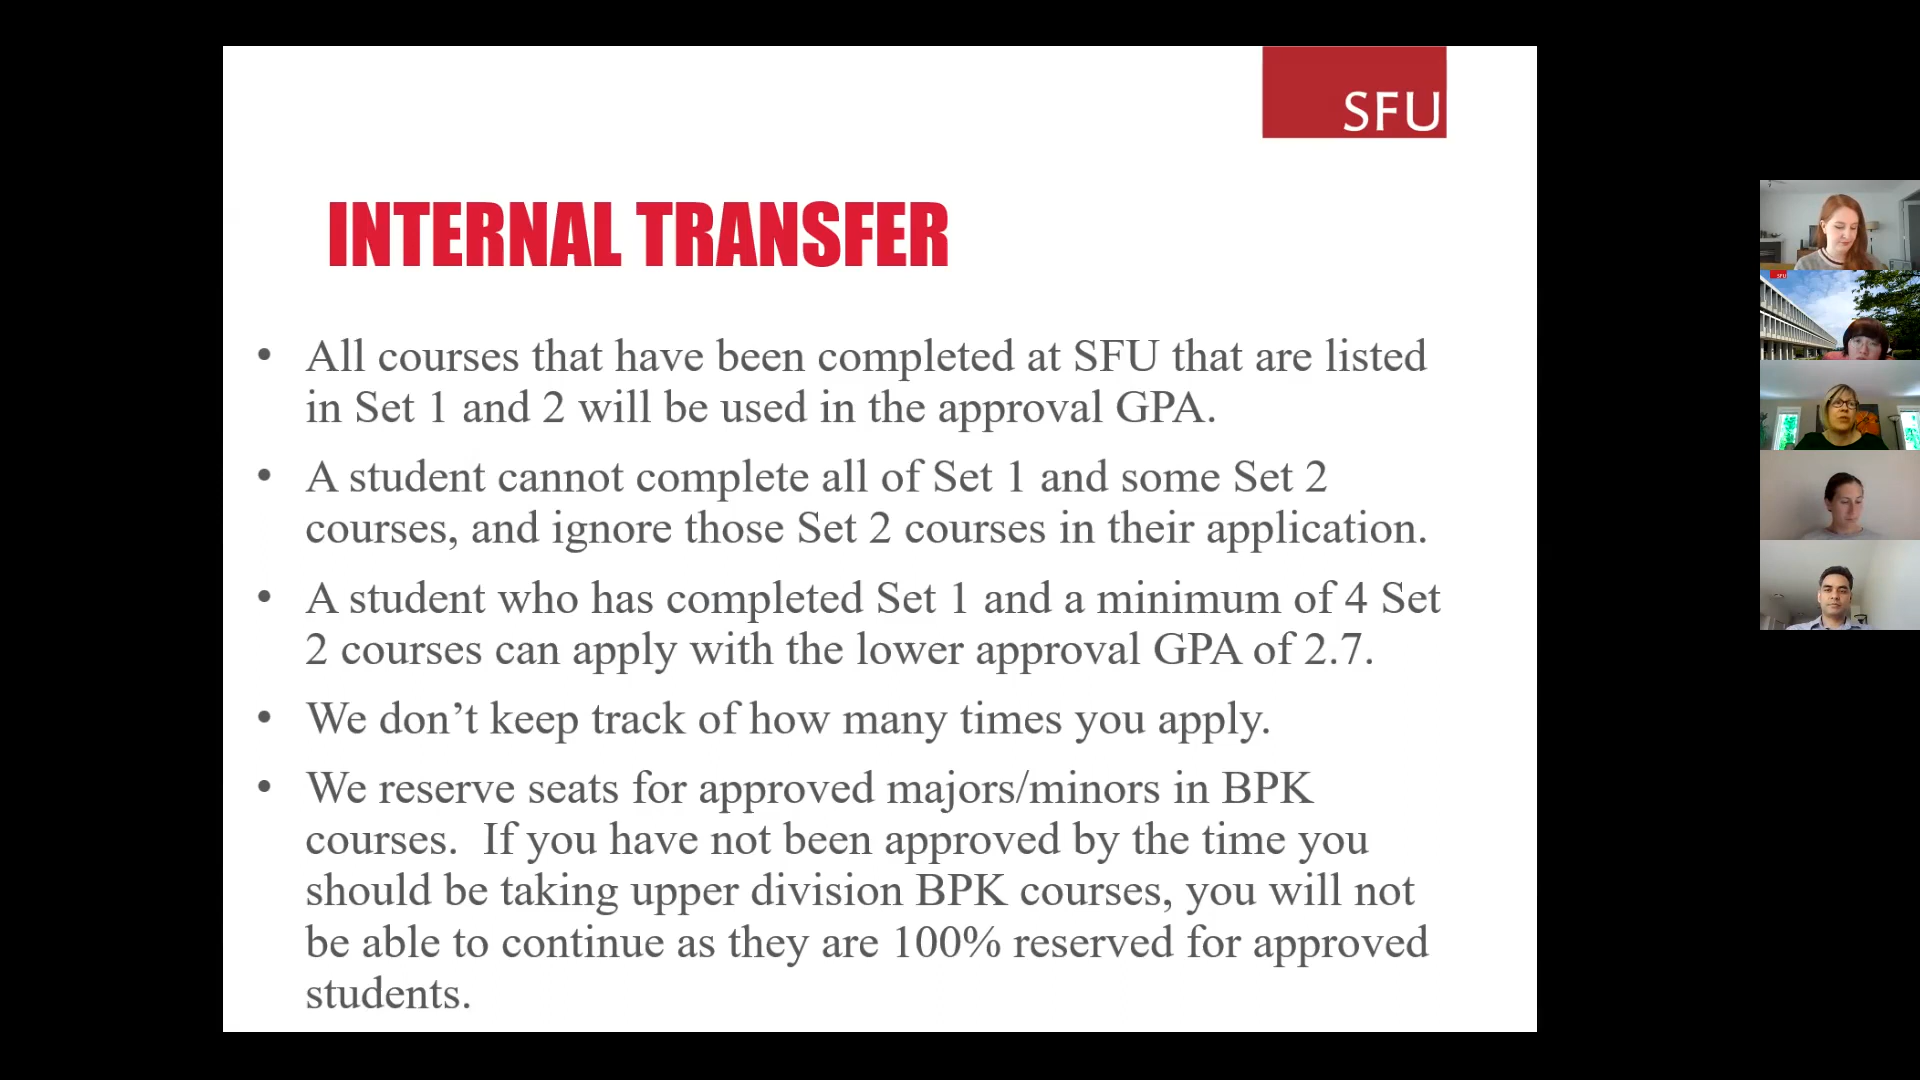 SFU
INTERNAL TRANSFER
• All courses that have been completed at SFU that are listed
in Set 1 and 2 will be used in the approval GPA.
• A student cannot complete all of Set 1 and some Set 2
courses, and ignore those Set 2 courses in their application.
• A student who has completed Set 1 and a minimum of 4 Set
2 courses can apply with the lower approval GPA of 2.7.
• We don’t keep track of how many times you apply.
• We reserve seats for approved majors/minors in BPK
courses.  If you have not been approved by the time you
should be taking upper division BPK courses, you will not
be able to continue as they are 100% reserved for approved
students.
SFU